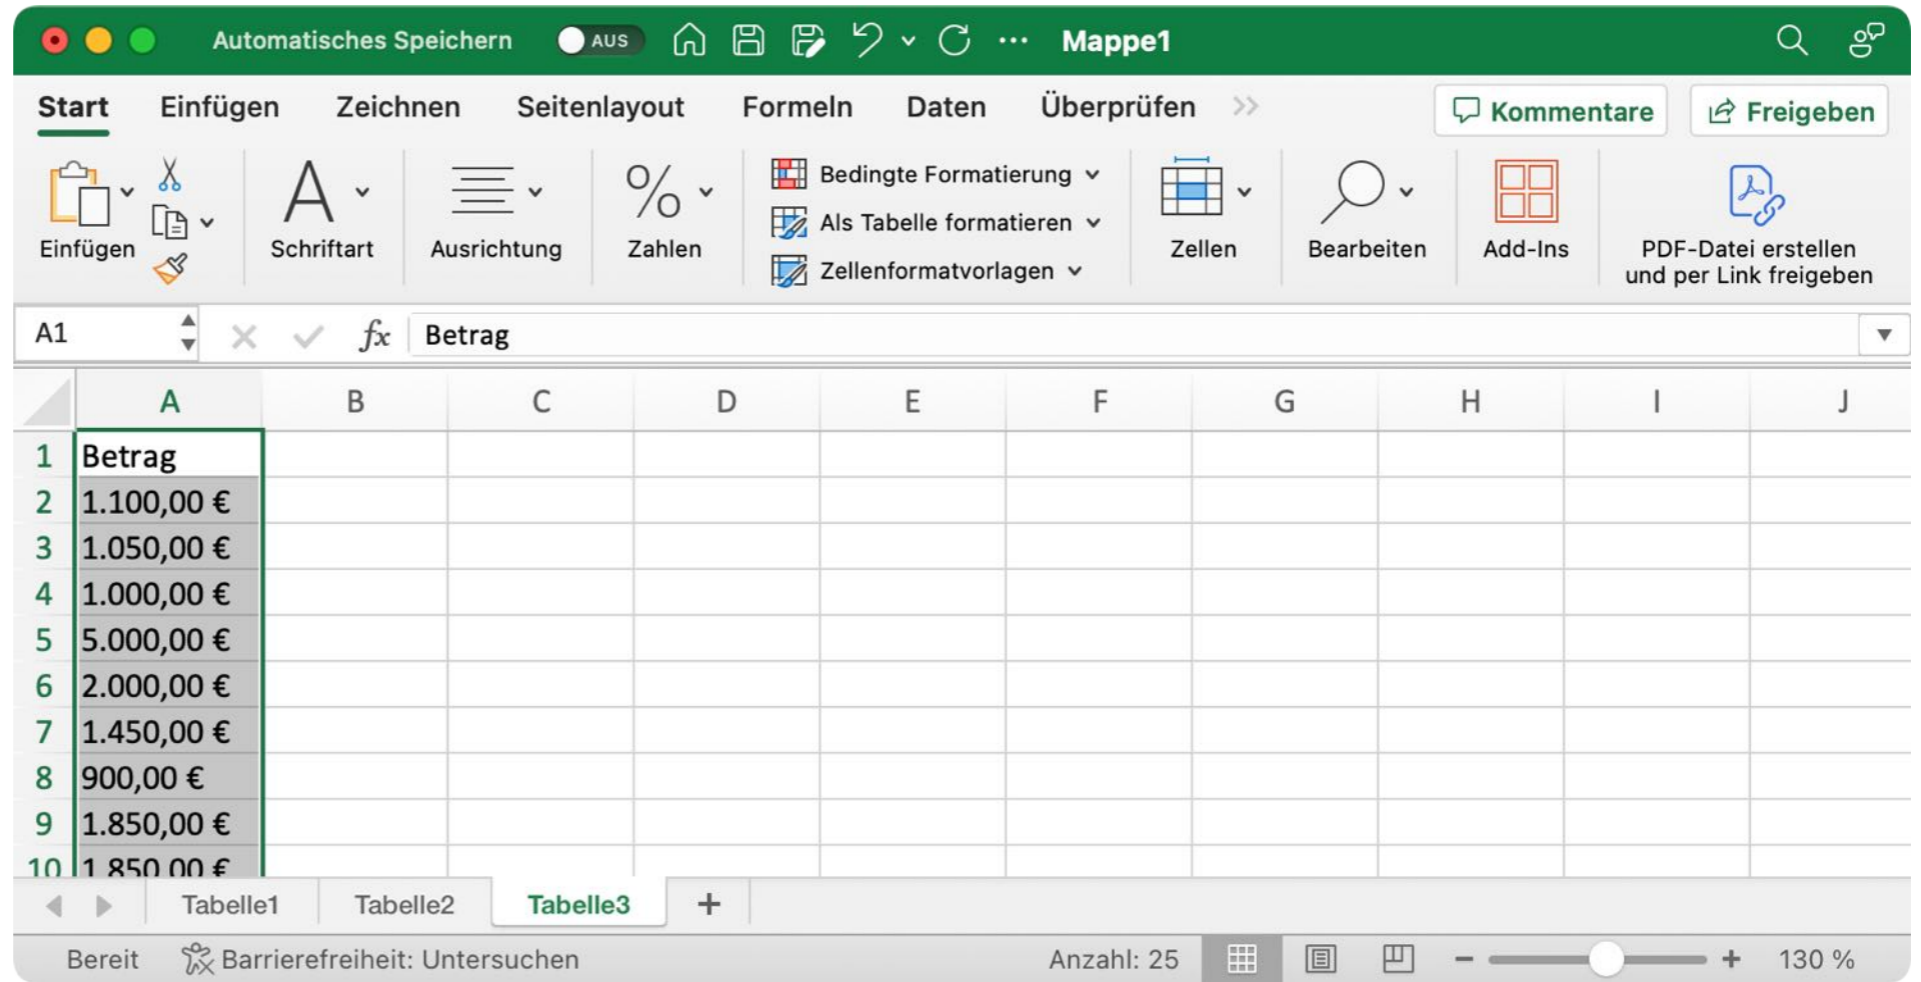 Automatisches Speichern AUS ... Mappe1
Start Einfügen Zeichnen Seitenlayout Formeln Daten Überprüfen >> Kommentare Freigeben
Einfügen Schriftart Ausrichtung % Zahlen
Bedingte Formatierung
Als Tabelle formatieren
Zellenformatvorlagen
Zellen Bearbeiten Add-Ins PDF-Datei erstellen
und per Link freigeben
A1 fx Betrag
A B C D E F G H I J
1 Betrag
2 1.100,00 €
3 1.050,00 €
4 1.000,00 €
5 5.000,00 €
6 2.000,00 €
7 1.450,00 €
8 900,00 €
9 1.850,00 €
10 1.850,00 €
Tabelle1 Tabelle2 Tabelle3 +
Bereit Barrierefreiheit: Untersuchen Anzahl: 25 − + 130 %